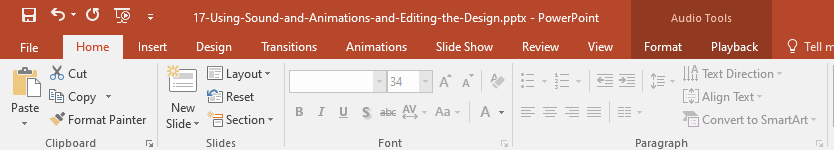 17-Using-Sound-and-Animations-and-Editing-the-Design.pptx - PowerPoint
Audio Tools
File Home Insert Design Transitions Animations Slide Show Review View Format Playback Tell m
Paste
Cut
Copy
Format Painter
Clipboard
New
Slide
Layout
Reset
Section
Slides
34
A A
B I U S abc AV Aa A
Font
Text Direction
Align Text
Convert to SmartArt
Paragraph